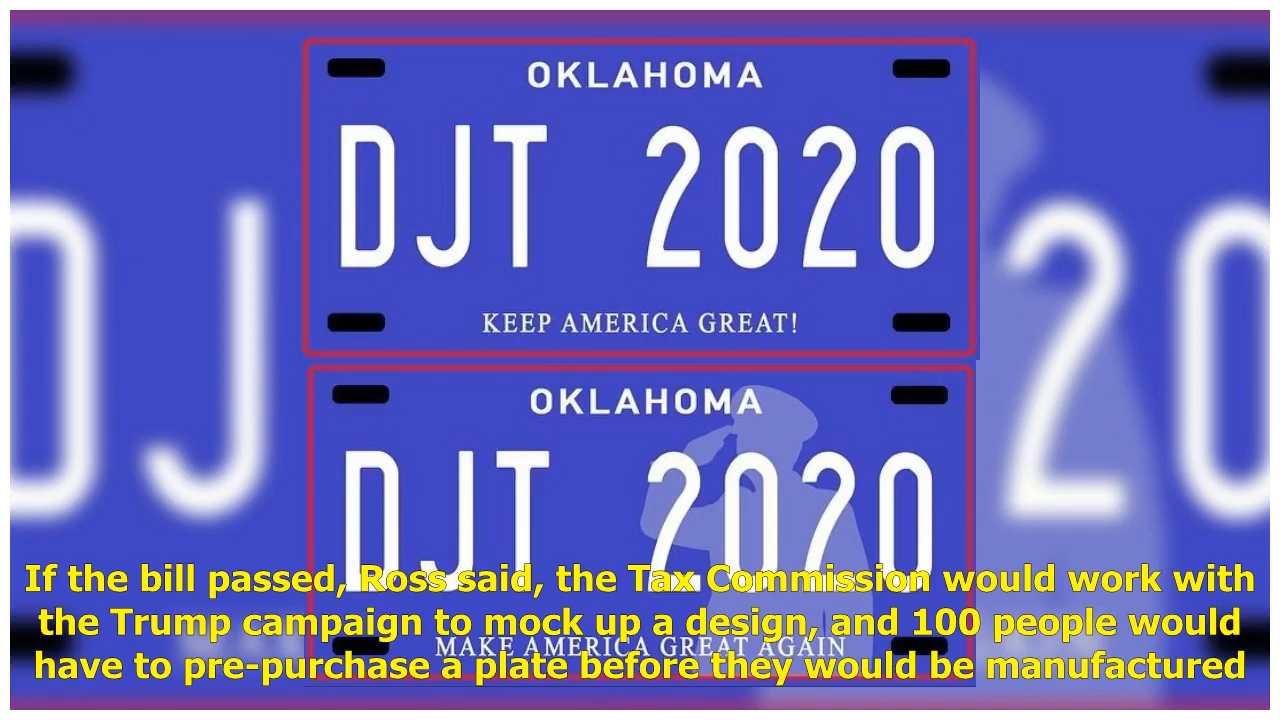 OKLAHOMA
DJT 2020
KEEP AMERICA GREAT!
OKLAHOMA
DJT 2020
MAKE AMERICA GREAT AGAIN
If the bill passed, Ross said, the Tax Commission would work with
the Trump campaign to mock up a design, and 100 people would
have to pre-purchase a plate before they would be manufactured